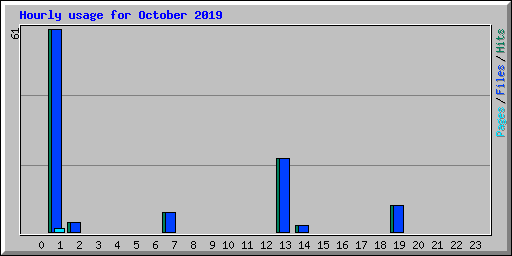 Hourly usage for October 2019
61
Pages/Files/Hits
0 1 2 3 4 5 6 7 8 9 10 11 12 13 14 15 16 17 18 19 20 21 22 23